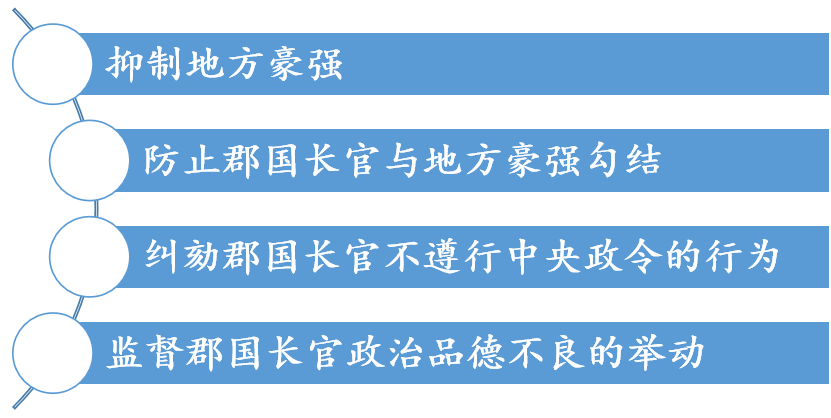 抑制地方豪强
防止郡国长官与地方豪强勾结
纠劾郡国长官不遵行中央政令的行为
监督郡国长官政治品德不良的举动